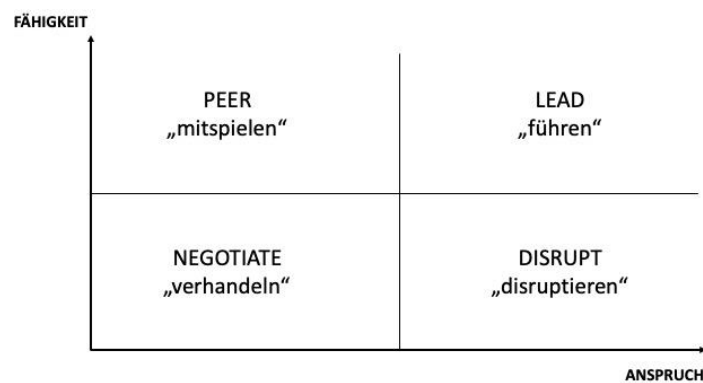 FÄHIGKEIT
PEER
„mitspielen“
LEAD
„führen“
NEGOTIATE
„verhandeln“
DISRUPT
„disruptieren“
ANSPRUCH